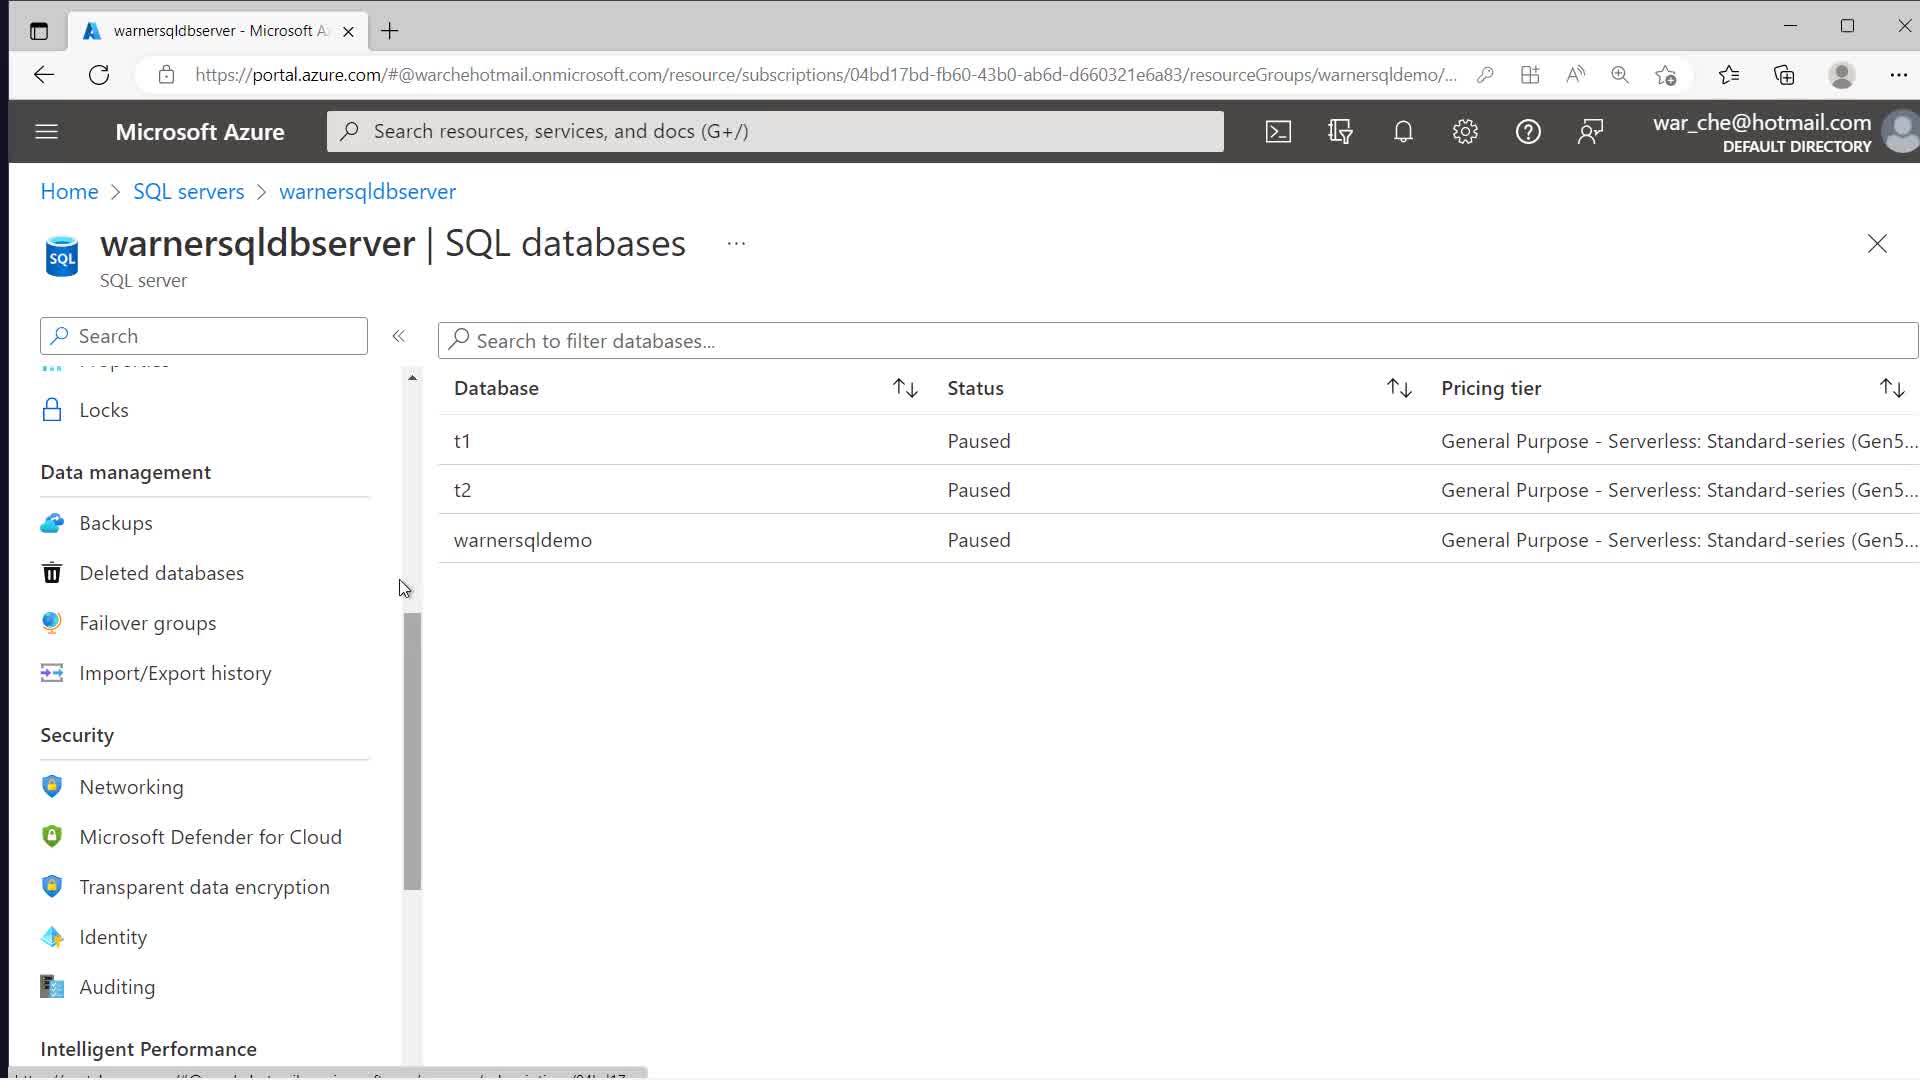 warnersqldbserver - Microsoft A
https://portal.azure.com/#@warchehotmail.onmicrosoft.com/resource/subscriptions/04bd17bd-fb60-43b0-ab6d-d660321e6a83/resourceGroups/warnersqldemo/...
Microsoft Azure
Search resources, services, and docs (G+/)
war_che@hotmail.com
DEFAULT DIRECTORY
Home > SQL servers > warnersqldbserver
warnersqldbserver | SQL databases ...
SQL server
Search
Search to filter databases...
Properties
Locks
Data management
Backups
Deleted databases
Failover groups
Import/Export history
Security
Networking
Microsoft Defender for Cloud
Transparent data encryption
Identity
Auditing
Intelligent Performance
Database Status Pricing tier
t1 Paused General Purpose - Serverless: Standard-series (Gen5...
t2 Paused General Purpose - Serverless: Standard-series (Gen5...
warnersqldemo Paused General Purpose - Serverless: Standard-series (Gen5...